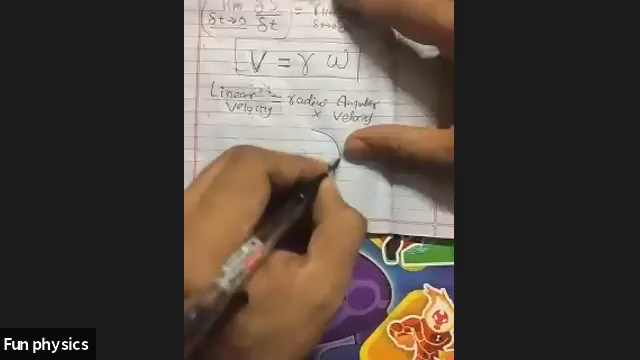 lim δS
δt→0 δt =
V = r ω
Linear = radius Angular
Velocity × Velocity
Fun physics